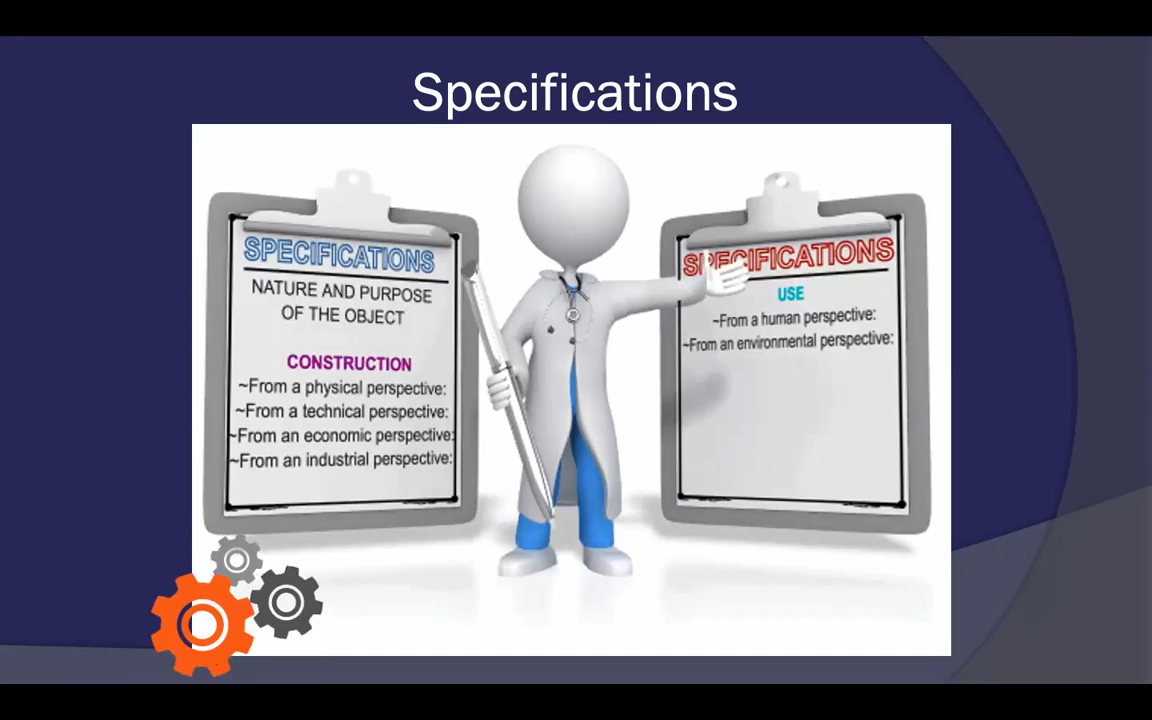 Specifications
SPECIFICATIONS
NATURE AND PURPOSE
OF THE OBJECT
CONSTRUCTION
~From a physical perspective:
~From a technical perspective:
~From an economic perspective:
~From an industrial perspective:
SPECIFICATIONS
USE
~From a human perspective:
~From an environmental perspective: